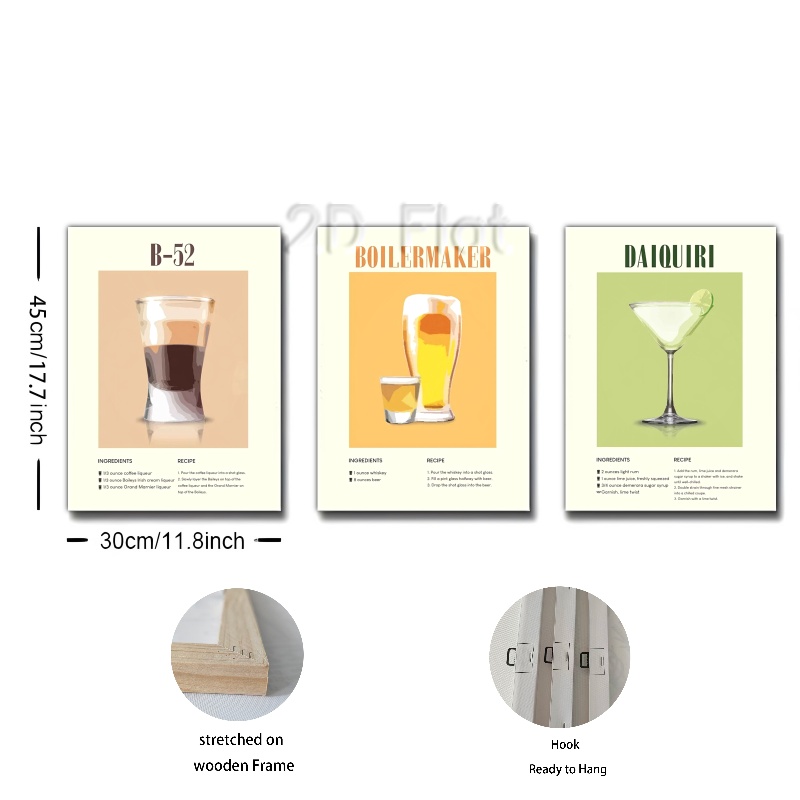 2D Flat
B-52
BOILERMAKER
DAIQUIRI
45cm/17.7inch
INGREDIENTS
1/3 ounce coffee liqueur
1/3 ounce Baileys Irish cream liqueur
1/3 ounce Grand Marnier liqueur
RECIPE
1. Pour the coffee liqueur into a shot glass.
2. Slowly layer the Baileys on top of the
coffee liqueur and the Grand Marnier on
top of the Baileys.
INGREDIENTS
1 ounce whiskey
8 ounces beer
RECIPE
1. Pour the whiskey into a shot glass.
2. Fill a pint glass halfway with beer.
3. Drop the shot glass into the beer.
INGREDIENTS
2 ounces light rum
1 ounce lime juice, freshly squeezed
3/4 ounce demerara sugar syrup
Garnish, lime twist
RECIPE
1. Add the rum, lime juice and demerara
sugar syrup to a shaker with ice and shake
until well-chilled.
2. Double strain through fine mesh strainer
into a chilled coupe.
3. Garnish with a lime twist.
30cm/11.8inch
stretched on
wooden Frame
Hook
Ready to Hang